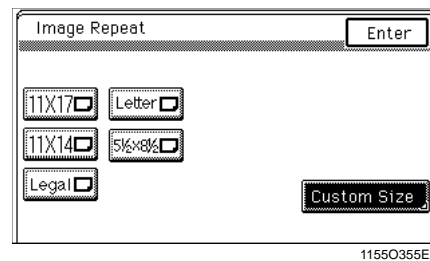 Image Repeat Enter
11X17 Letter
11X14 5½×8½
Legal
Custom Size
1155O355E